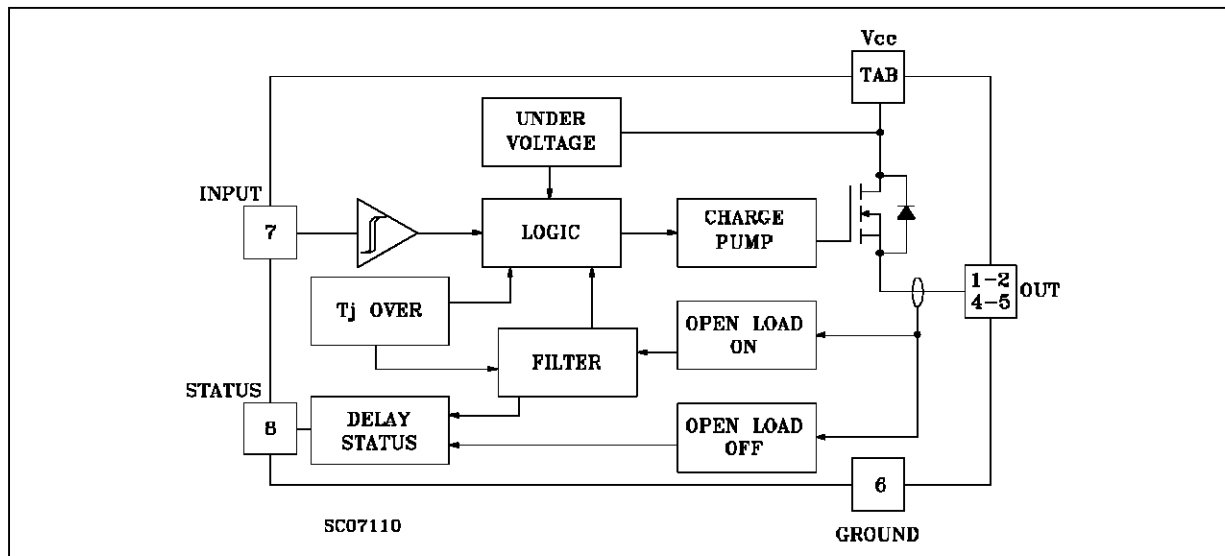 Vcc
TAB
UNDER
VOLTAGE
INPUT
7
LOGIC
CHARGE
PUMP
1-2
4-5
OUT
Tj OVER
OPEN LOAD
ON
FILTER
STATUS
8
DELAY
STATUS
OPEN LOAD
OFF
6
SC07110
GROUND